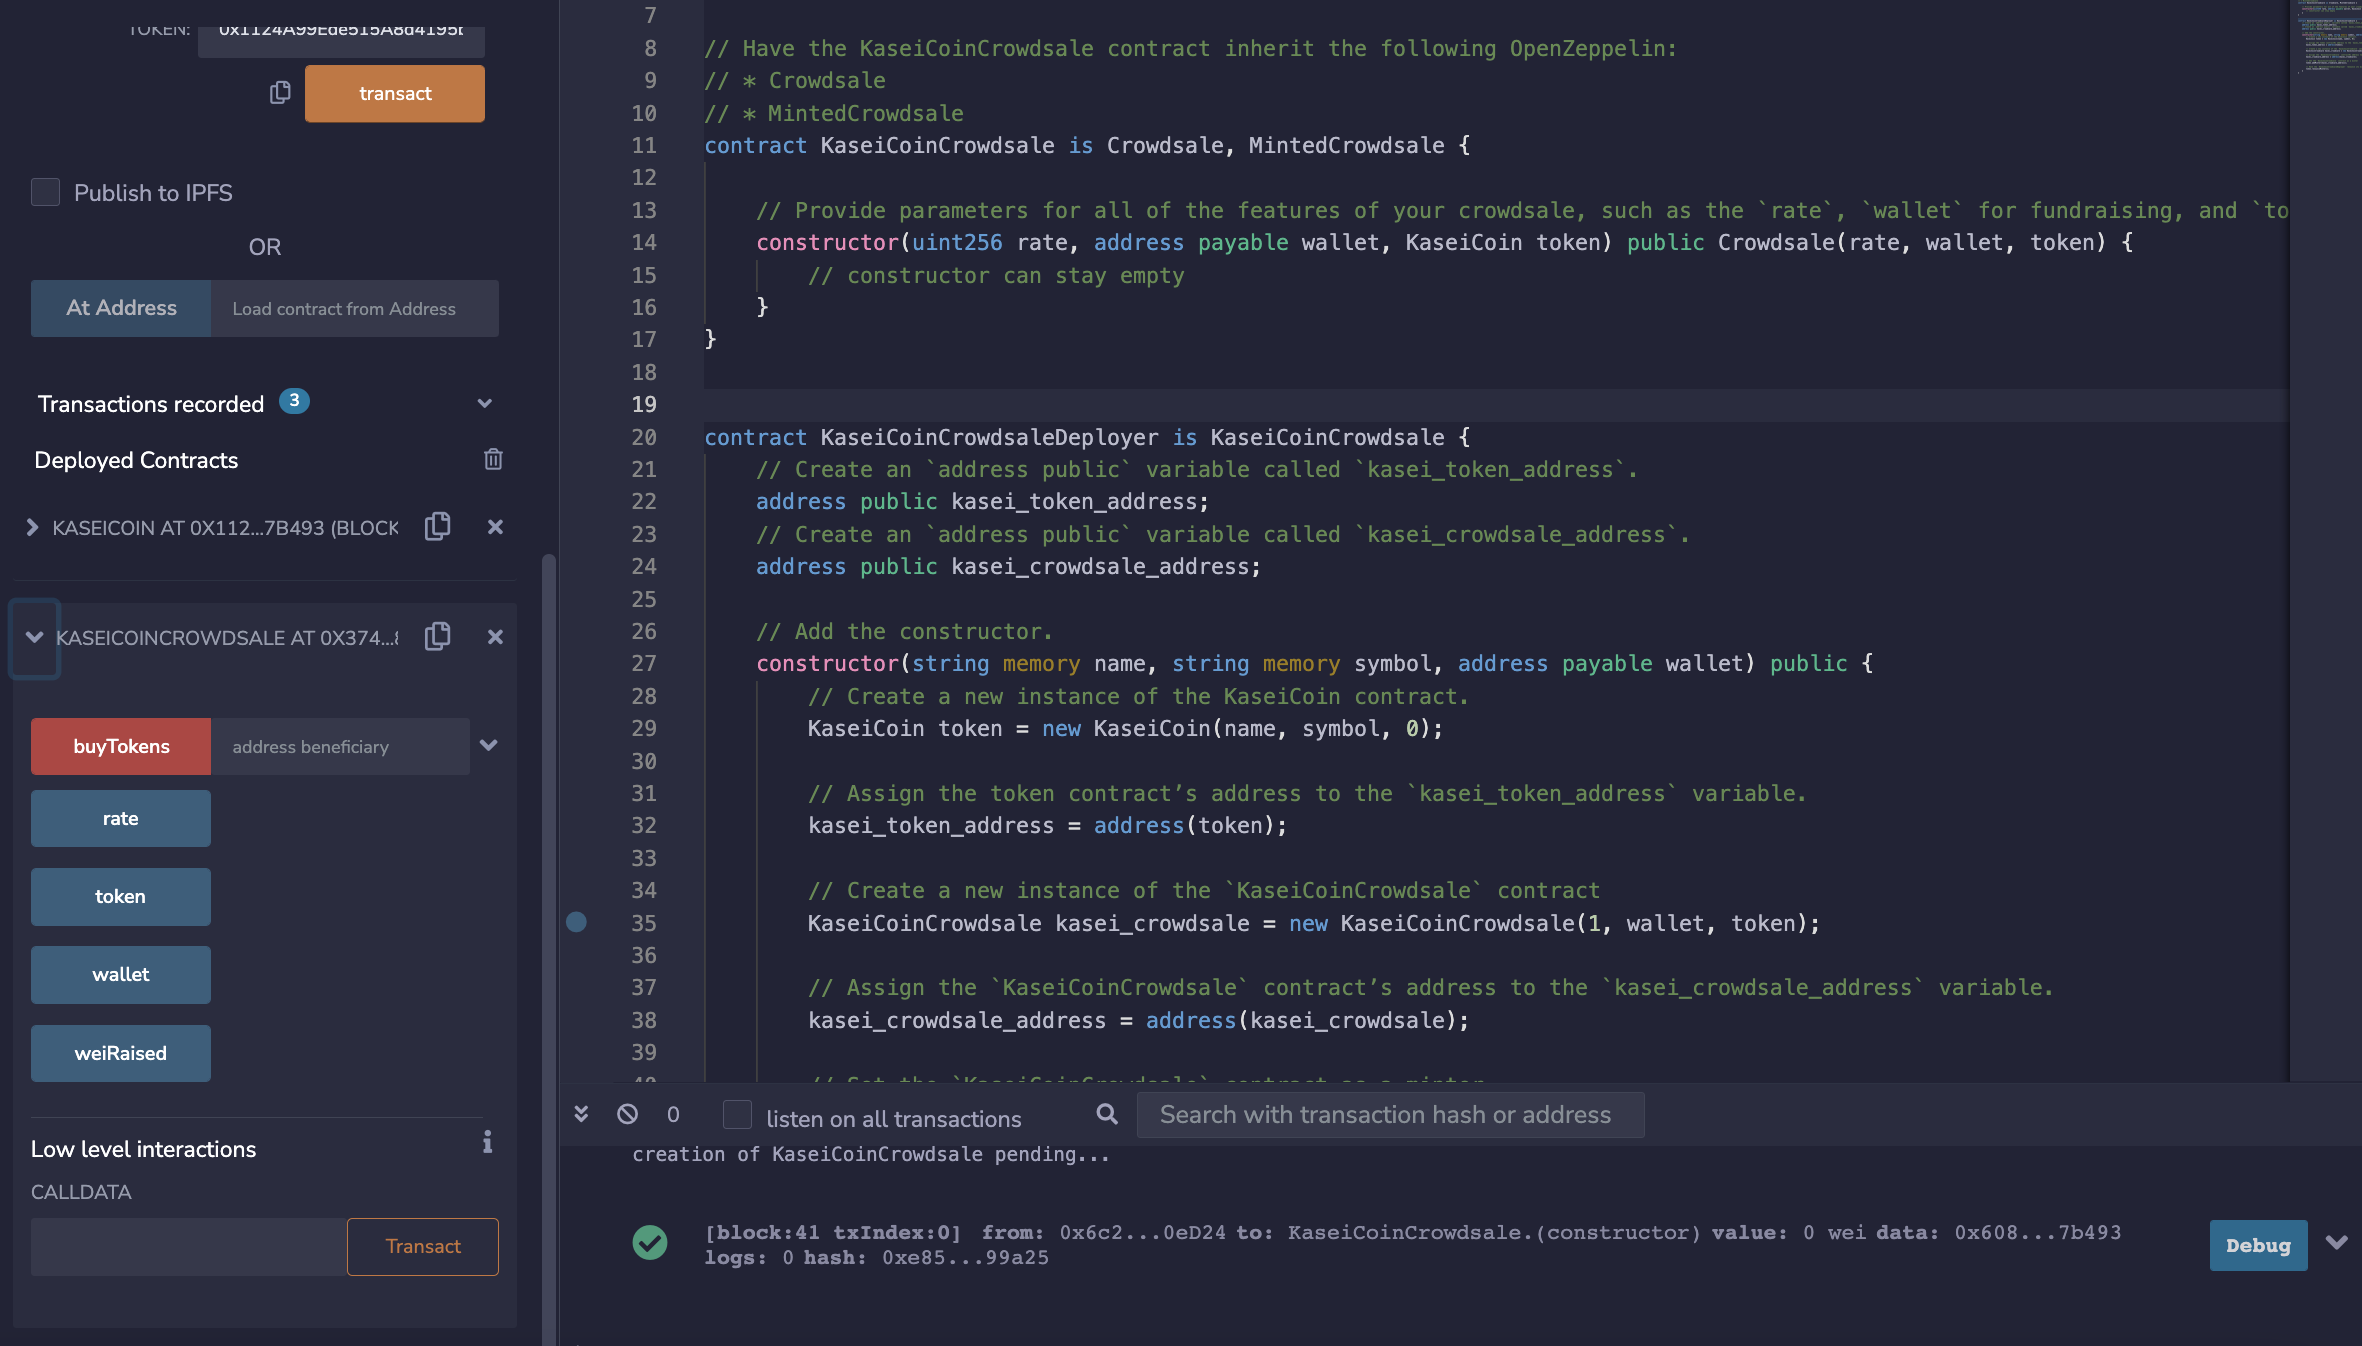 TOKEN: 0x1124A99Ede515A8d4195b
transact
Publish to IPFS
OR
At Address Load contract from Address
Transactions recorded 3
Deployed Contracts
KASEICOIN AT 0X112...7B493 (BLOCK
KASEICOINCROWDSALE AT 0X374...8
buyTokens address beneficiary
rate
token
wallet
weiRaised
Low level interactions
CALLDATA
Transact
7
8 // Have the KaseiCoinCrowdsale contract inherit the following OpenZeppelin:
9 // * Crowdsale
10 // * MintedCrowdsale
11 contract KaseiCoinCrowdsale is Crowdsale, MintedCrowdsale {
12
13 // Provide parameters for all of the features of your crowdsale, such as the `rate`, `wallet` for fundraising, and `to
14 constructor(uint256 rate, address payable wallet, KaseiCoin token) public Crowdsale(rate, wallet, token) {
15 // constructor can stay empty
16 }
17 }
18
19
20 contract KaseiCoinCrowdsaleDeployer is KaseiCoinCrowdsale {
21 // Create an `address public` variable called `kasei_token_address`.
22 address public kasei_token_address;
23 // Create an `address public` variable called `kasei_crowdsale_address`.
24 address public kasei_crowdsale_address;
25
26 // Add the constructor.
27 constructor(string memory name, string memory symbol, address payable wallet) public {
28 // Create a new instance of the KaseiCoin contract.
29 KaseiCoin token = new KaseiCoin(name, symbol, 0);
30
31 // Assign the token contract’s address to the `kasei_token_address` variable.
32 kasei_token_address = address(token);
33
34 // Create a new instance of the `KaseiCoinCrowdsale` contract
35 KaseiCoinCrowdsale kasei_crowdsale = new KaseiCoinCrowdsale(1, wallet, token);
36
37 // Assign the `KaseiCoinCrowdsale` contract’s address to the `kasei_crowdsale_address` variable.
38 kasei_crowdsale_address = address(kasei_crowdsale);
39
40 // Set the `KaseiCoinCrowdsale` contract as a minter
0 listen on all transactions Search with transaction hash or address
creation of KaseiCoinCrowdsale pending...
[block:41 txIndex:0] from: 0x6c2...0eD24 to: KaseiCoinCrowdsale.(constructor) value: 0 wei data: 0x608...7b493
logs: 0 hash: 0xe85...99a25
Debug